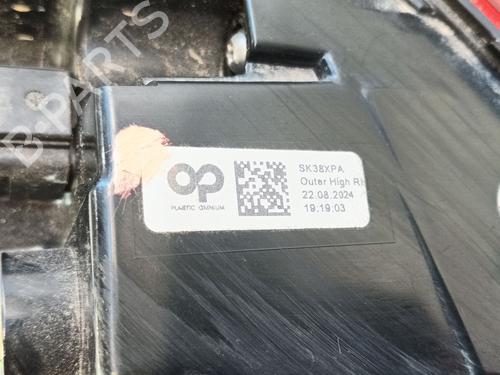 B-PARTS
OP
PLASTIC OMNIUM
SK38XPA
Outer High RH
22.08.2024
19:19:03